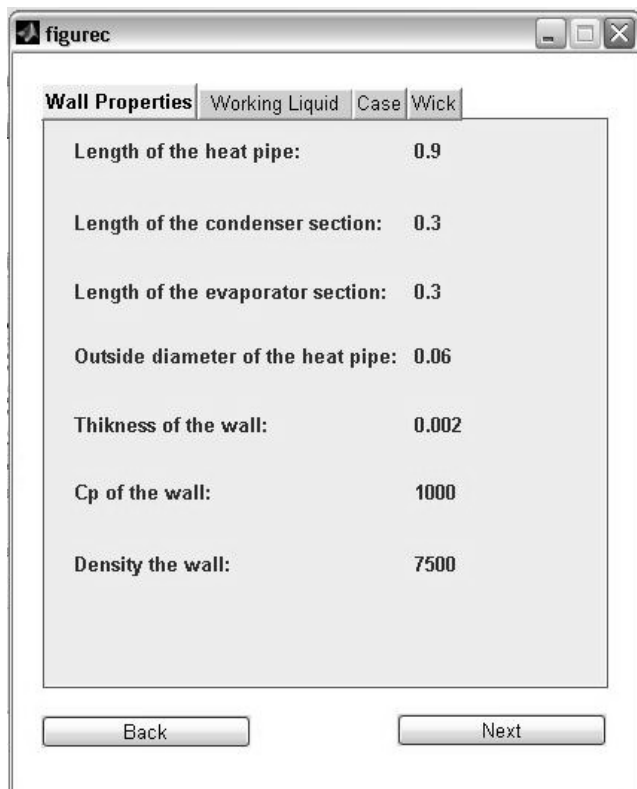 figurec
Wall Properties Working Liquid Case Wick
Length of the heat pipe: 0.9
Length of the condenser section: 0.3
Length of the evaporator section: 0.3
Outside diameter of the heat pipe: 0.06
Thikness of the wall: 0.002
Cp of the wall: 1000
Density the wall: 7500
Back Next